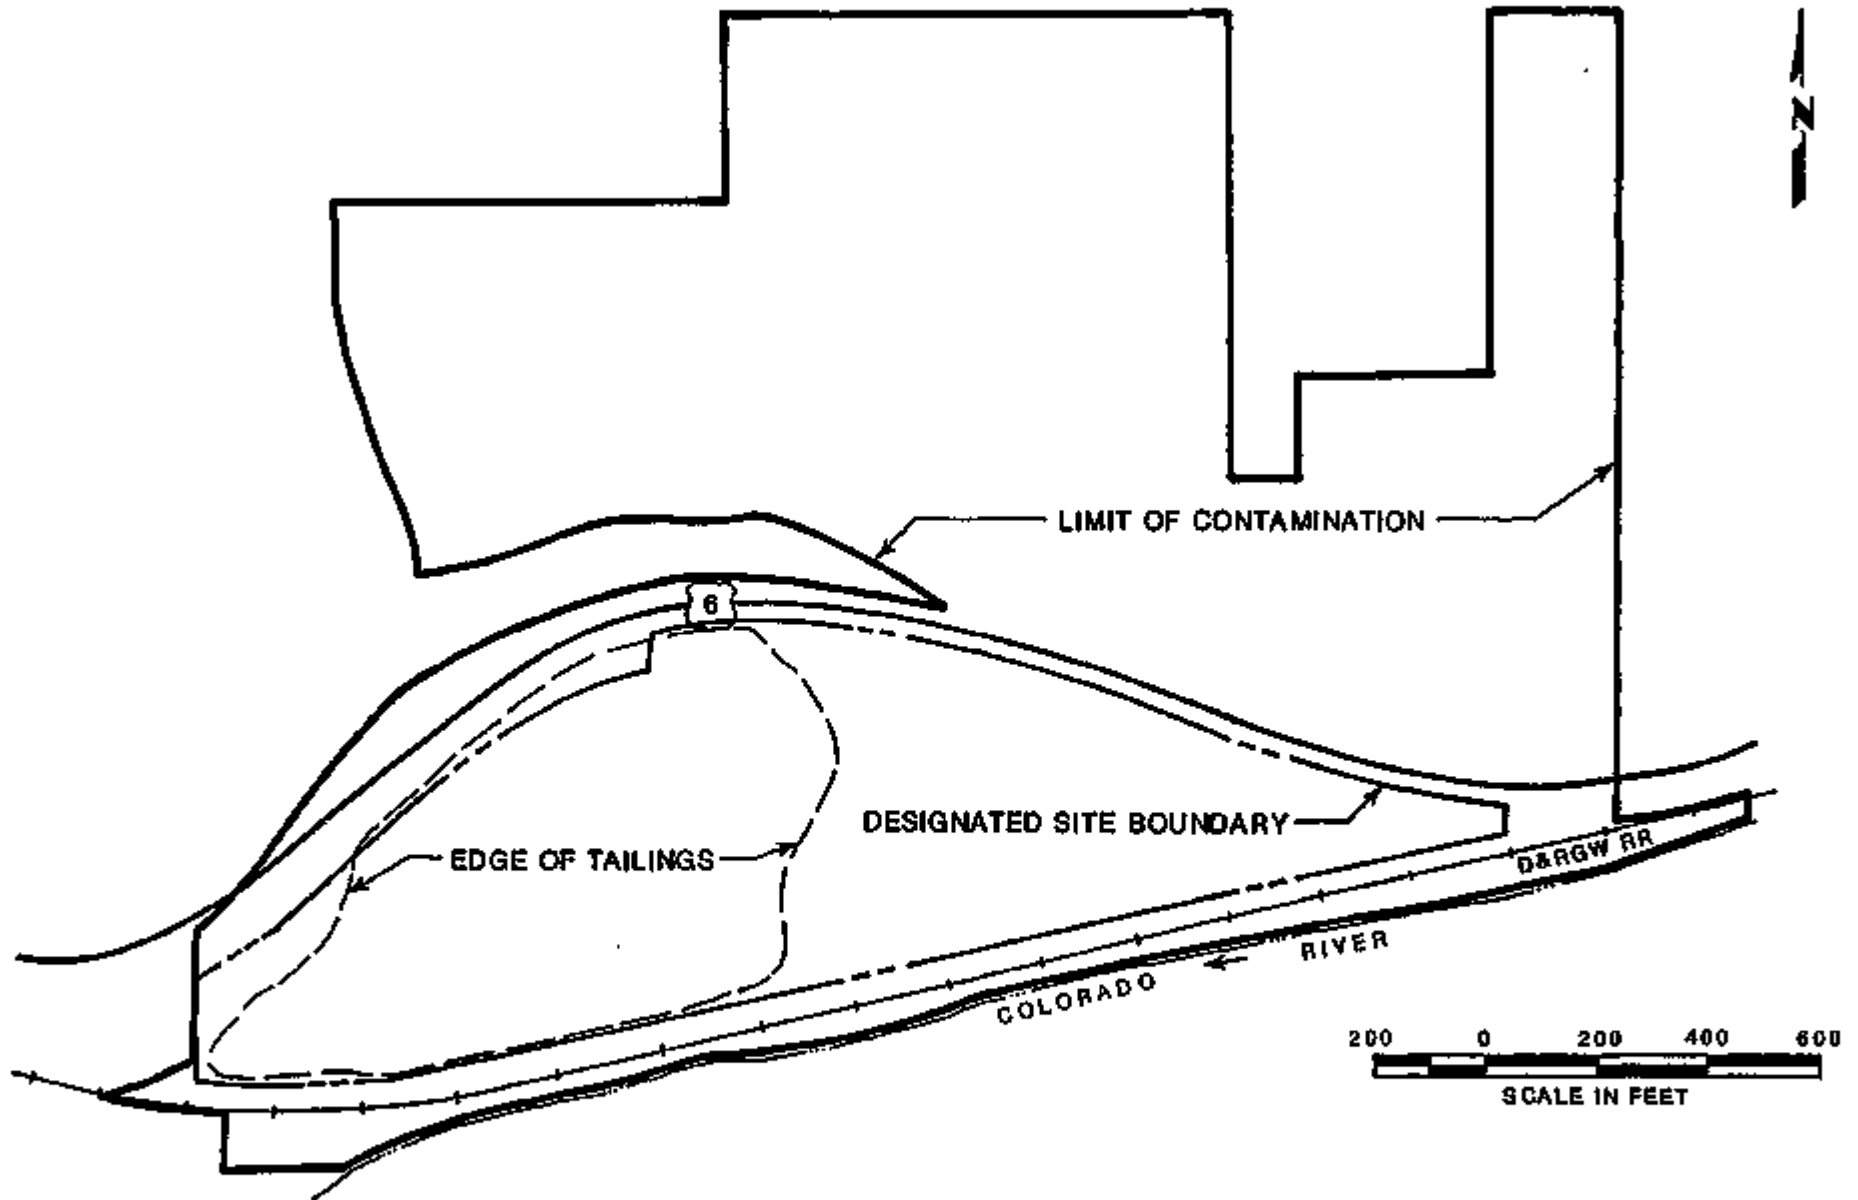 N
LIMIT OF CONTAMINATION
6
DESIGNATED SITE BOUNDARY
EDGE OF TAILINGS
D&RGW RR
COLORADO RIVER
200 0 200 400 600
SCALE IN FEET